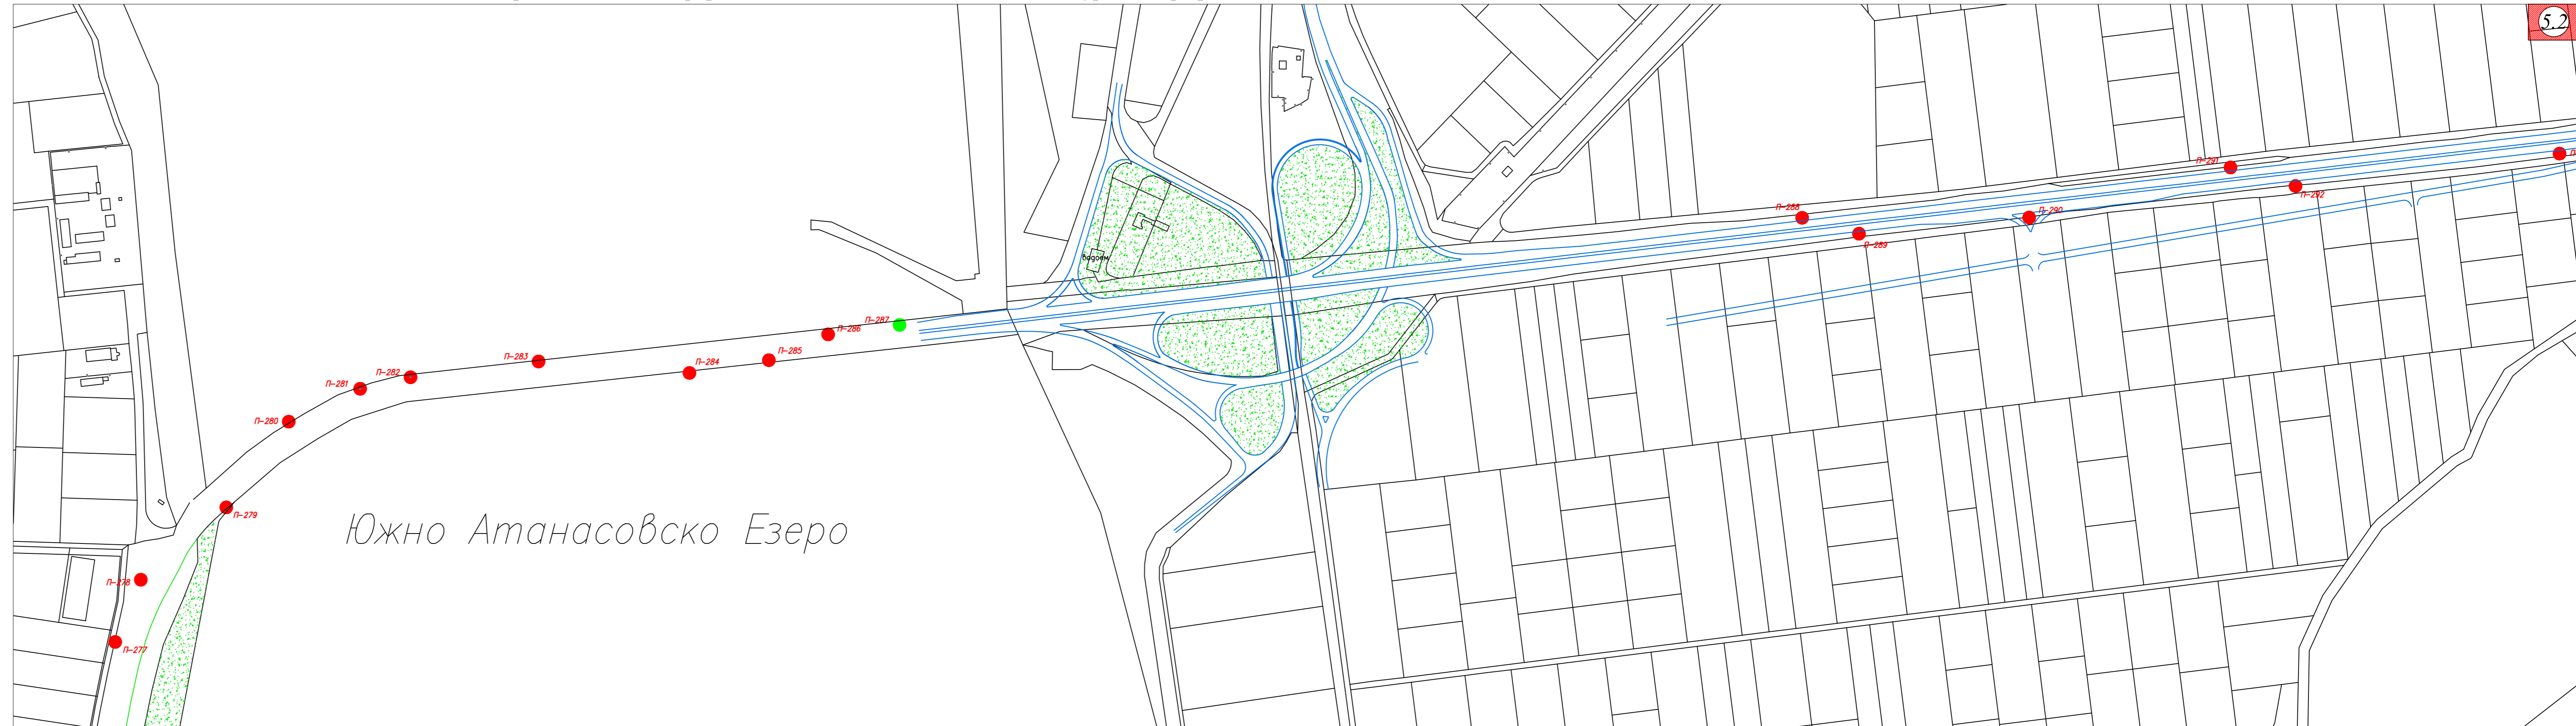 5.2
П-291
П-292
П-288
П-290
П-289
водоем
П-287
П-286
П-285
П-284
П-283
П-282
П-281
П-280
П-279
Южно Атанасовско Езеро
П-278
П-277